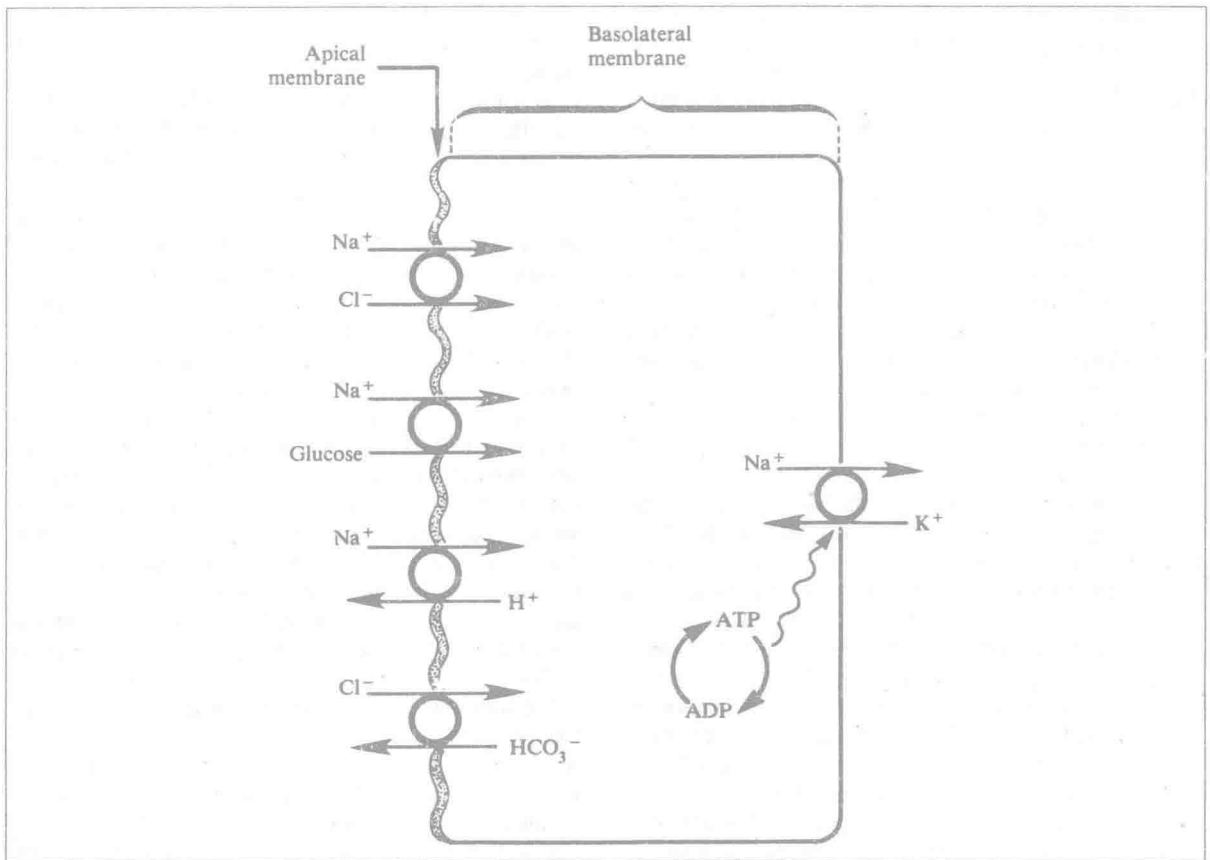 Basolateral
membrane
Apical
membrane
Na⁺
Cl⁻
Na⁺
Glucose
Na⁺
H⁺
Cl⁻
HCO₃⁻
Na⁺
K⁺
ATP
ADP